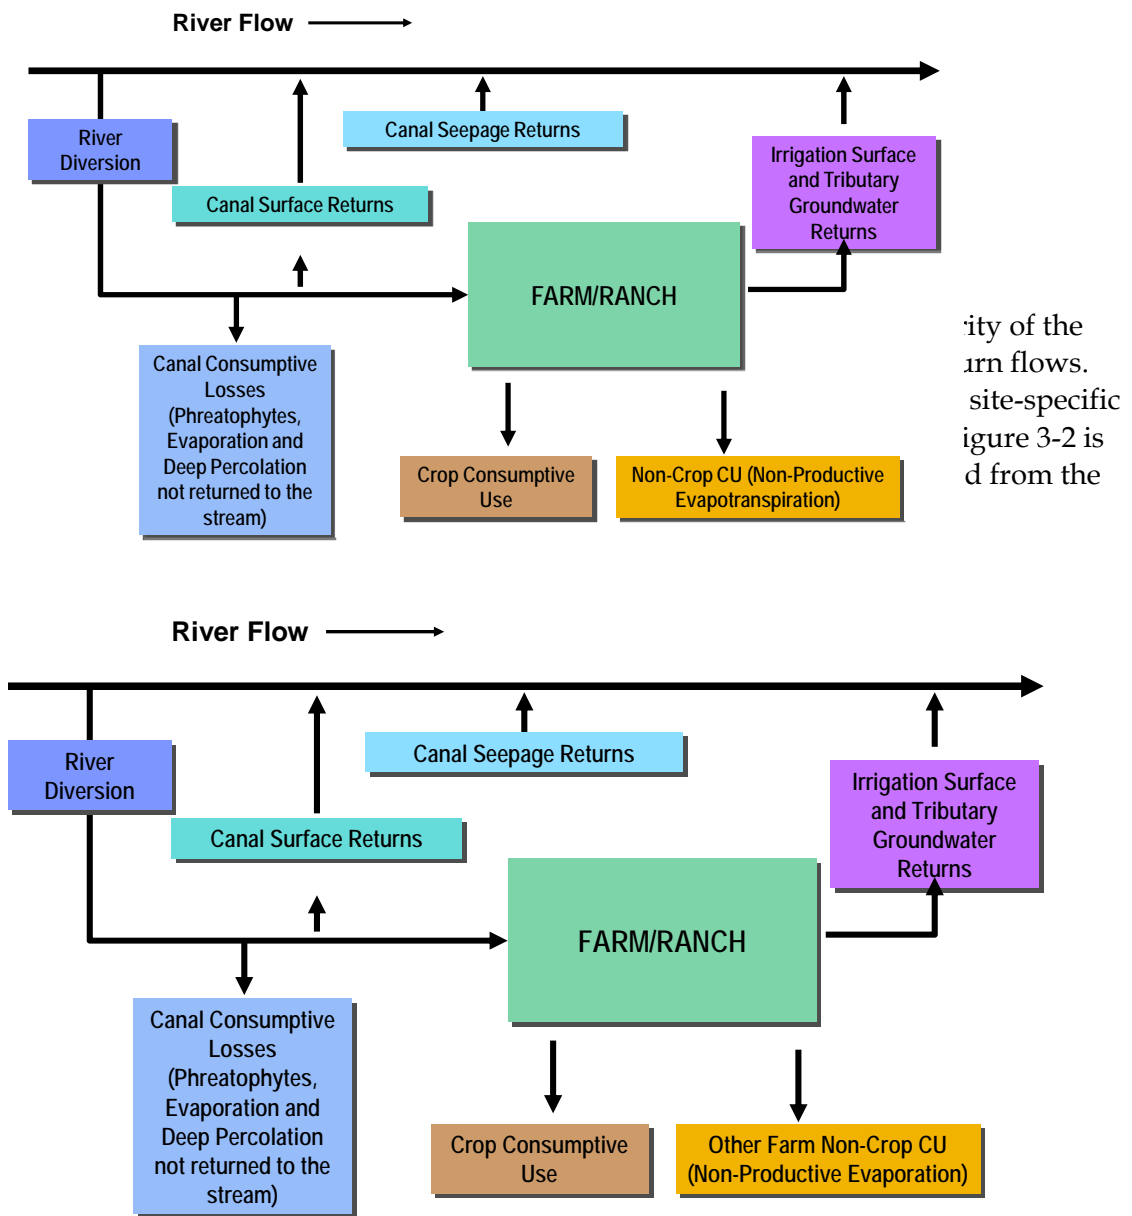 River Flow
River
Diversion
Canal Seepage Returns
Canal Surface Returns
Irrigation Surface
and Tributary
Groundwater
Returns
FARM/RANCH
Canal Consumptive
Losses
(Phreatophytes,
Evaporation and
Deep Percolation
not returned to the
stream)
Crop Consumptive
Use
Non-Crop CU (Non-Productive
Evapotranspiration)
of the
flows.
site-specific
3-2 is
from the
River Flow
River
Diversion
Canal Seepage Returns
Canal Surface Returns
Irrigation Surface
and Tributary
Groundwater
Returns
FARM/RANCH
Canal Consumptive
Losses
(Phreatophytes,
Evaporation and
Deep Percolation
not returned to the
stream)
Crop Consumptive
Use
Other Farm Non-Crop CU
(Non-Productive Evaporation)